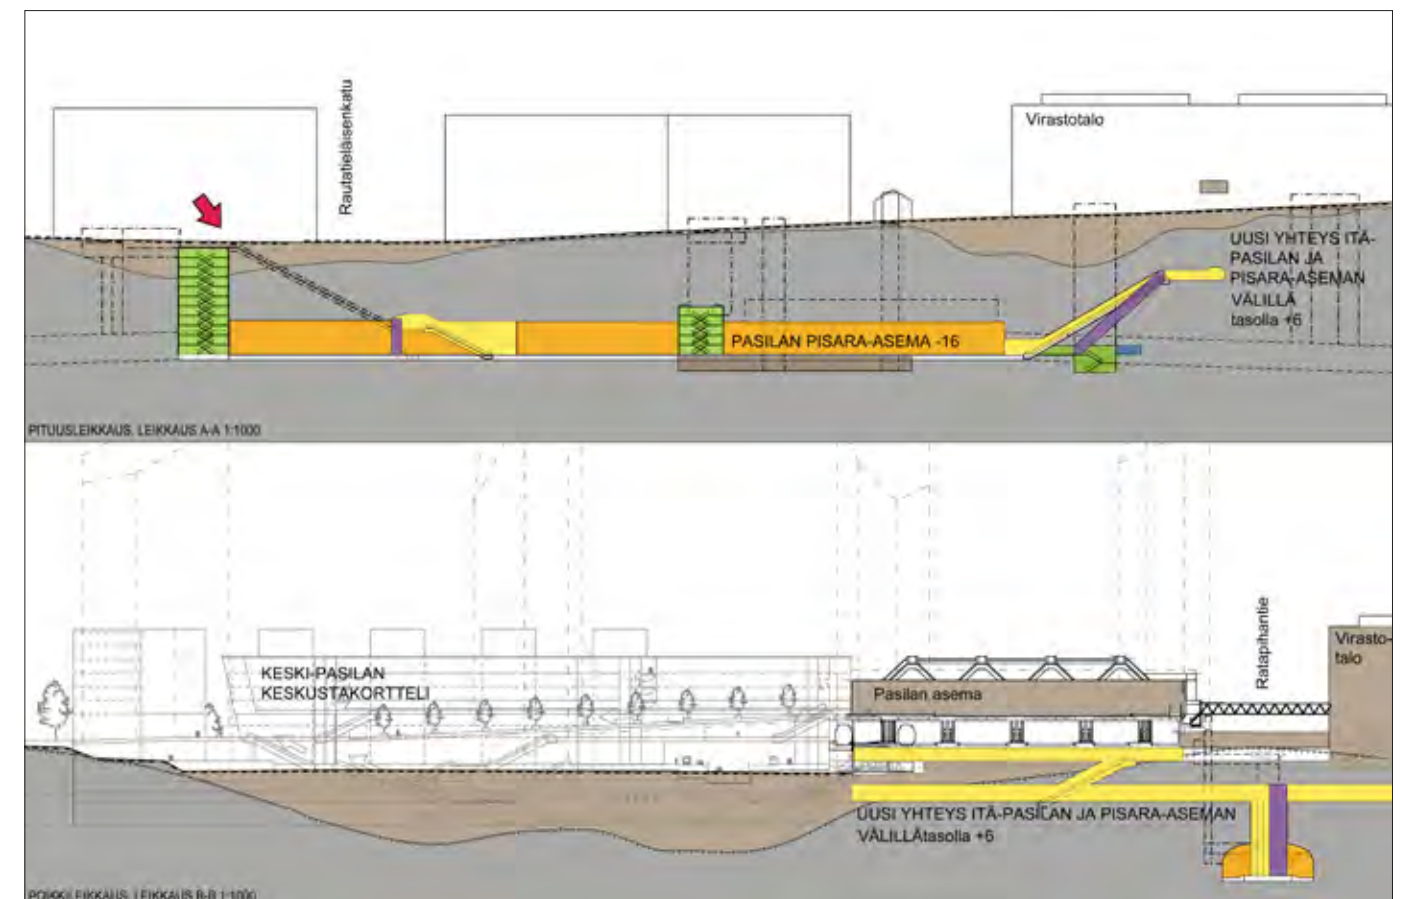 Rautatieläisenkatu
Virastotalo
UUSI YHTEYS ITÄ-
PASILAN JA
PISARA-ASEMAN
VÄLILLÄ
tasolla +6
PASILAN PISARA-ASEMA -16
PITUUSLEIKKAUS, LEIKKAUS A-A 1:1000
Ratapihantie
KESKI-PASILAN
KESKUSTAKORTTELI
Pasilan asema
Virasto-
talo
UUSI YHTEYS ITÄ-PASILAN JA PISARA-ASEMAN
VÄLILLÄtasolla +6
POIKKILEIKKAUS, LEIKKAUS B-B 1:1000